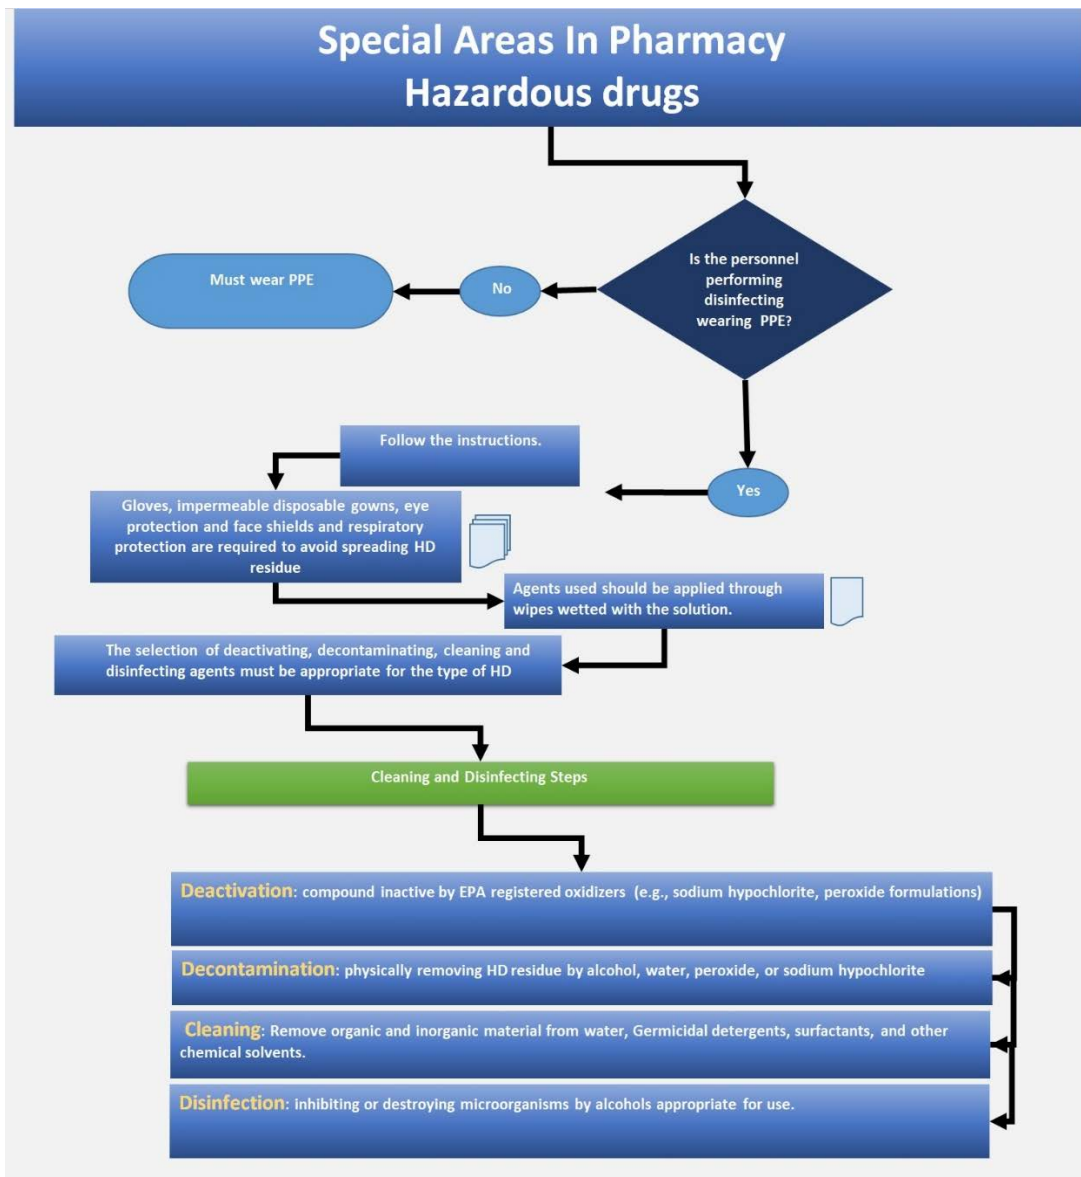 Special Areas In Pharmacy
Hazardous drugs
Is the personnel
performing
disinfecting
wearing PPE?
No
Must wear PPE
Yes
Follow the instructions.
Gloves, impermeable disposable gowns, eye
protection and face shields and respiratory
protection are required to avoid spreading HD
residue
Agents used should be applied through
wipes wetted with the solution.
The selection of deactivating, decontaminating, cleaning and
disinfecting agents must be appropriate for the type of HD
Cleaning and Disinfecting Steps
Deactivation: compound inactive by EPA registered oxidizers (e.g., sodium hypochlorite, peroxide formulations)
Decontamination: physically removing HD residue by alcohol, water, peroxide, or sodium hypochlorite
Cleaning: Remove organic and inorganic material from water, Germicidal detergents, surfactants, and other
chemical solvents.
Disinfection: inhibiting or destroying microorganisms by alcohols appropriate for use.